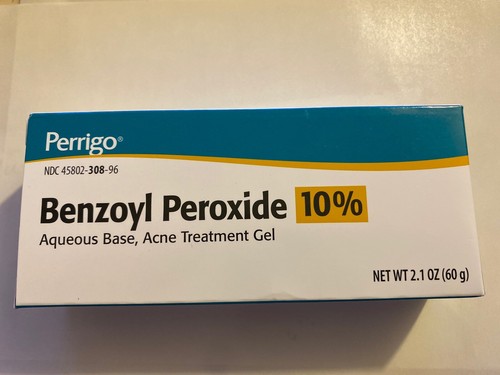 Perrigo®
NDC 45802-308-96
Benzoyl Peroxide 10%
Aqueous Base, Acne Treatment Gel
NET WT 2.1 OZ (60 g)